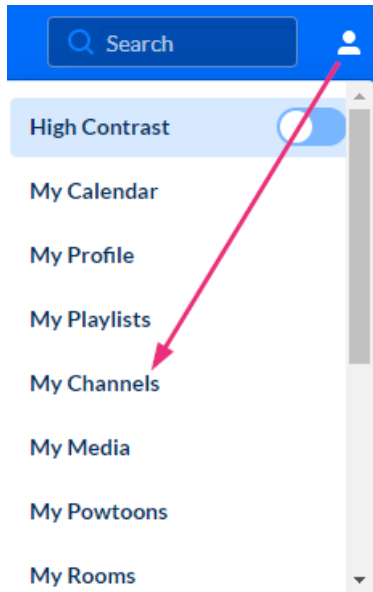 Search
High Contrast
My Calendar
My Profile
My Playlists
My Channels
My Media
My Powtoons
My Rooms